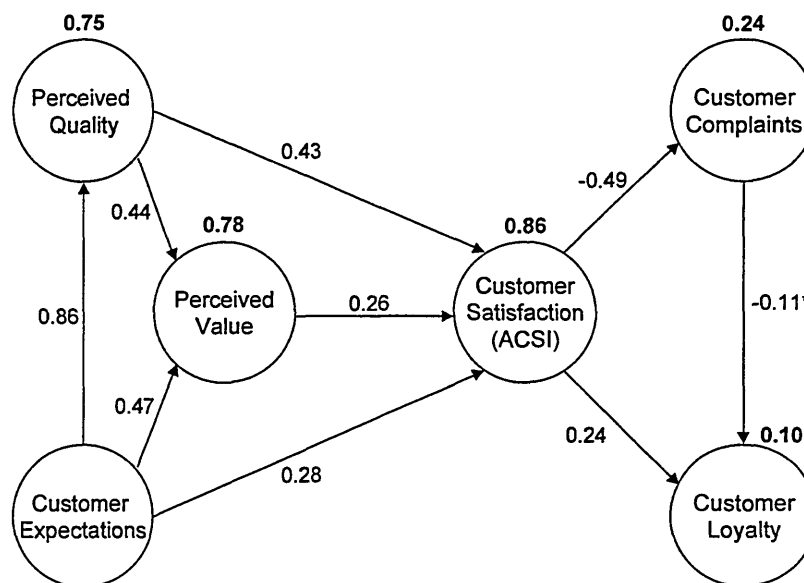 0.75
0.24
Perceived
Quality
Customer
Complaints
0.43
-0.49
0.44
0.78
0.86
Perceived
Value
0.26
Customer
Satisfaction
(ACSI)
0.86
-0.11*
0.47
0.28
0.24
0.10
Customer
Expectations
Customer
Loyalty